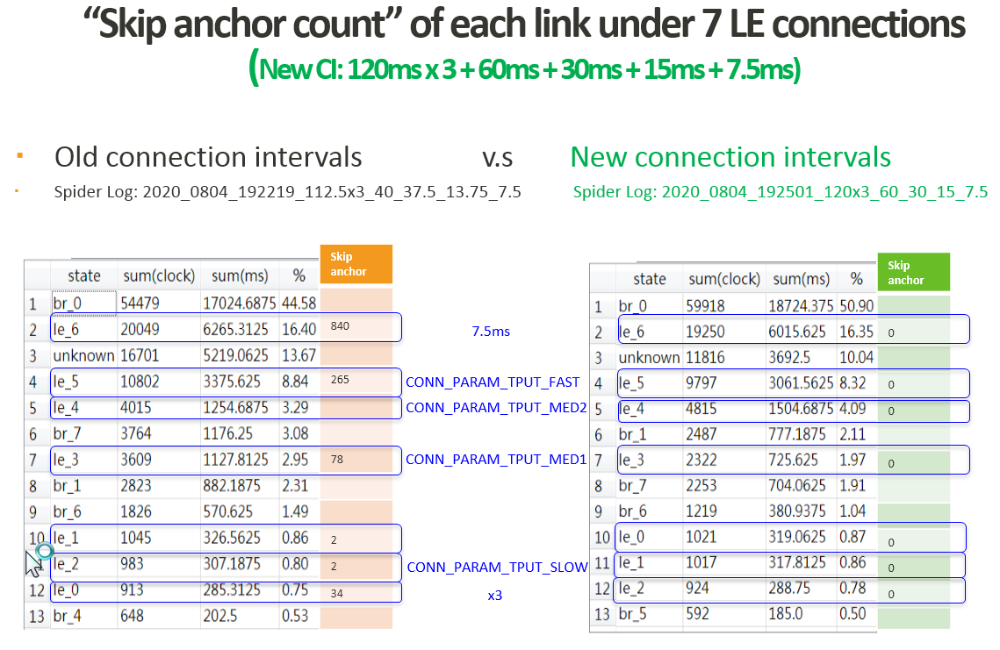 “Skip anchor count” of each link under 7 LE connections
(New CI: 120ms x 3 + 60ms + 30ms + 15ms + 7.5ms)
Old connection intervals v.s New connection intervals
Spider Log: 2020_0804_192219_112.5x3_40_37.5_13.75_7.5
Spider Log: 2020_0804_192501_120x3_60_30_15_7.5
state sum(clock) sum(ms) % Skip anchor
1 br_0 54479 17024.6875 44.58
2 le_6 20049 6265.3125 16.40 840
3 unknown 16701 5219.0625 13.67
4 le_5 10802 3375.625 8.84 265
5 le_4 4015 1254.6875 3.29
6 br_7 3764 1176.25 3.08
7 le_3 3609 1127.8125 2.95 78
8 br_1 2823 882.1875 2.31
9 br_6 1826 570.625 1.49
10 le_1 1045 326.5625 0.86 2
le_2 983 307.1875 0.80 2
12 le_0 913 285.3125 0.75 34
13 br_4 648 202.5 0.53
7.5ms
CONN_PARAM_TPUT_FAST
CONN_PARAM_TPUT_MED2
CONN_PARAM_TPUT_MED1
CONN_PARAM_TPUT_SLOW
x3
state sum(clock) sum(ms) % Skip anchor
1 br_0 59918 18724.375 50.90
2 le_6 19250 6015.625 16.35 0
3 unknown 11816 3692.5 10.04
4 le_5 9797 3061.5625 8.32 0
5 le_4 4815 1504.6875 4.09 0
6 br_1 2487 777.1875 2.11
7 le_3 2322 725.625 1.97 0
8 br_7 2253 704.0625 1.91
9 br_6 1219 380.9375 1.04
10 le_0 1021 319.0625 0.87 0
11 le_1 1017 317.8125 0.86 0
12 le_2 924 288.75 0.78 0
13 br_5 592 185.0 0.50